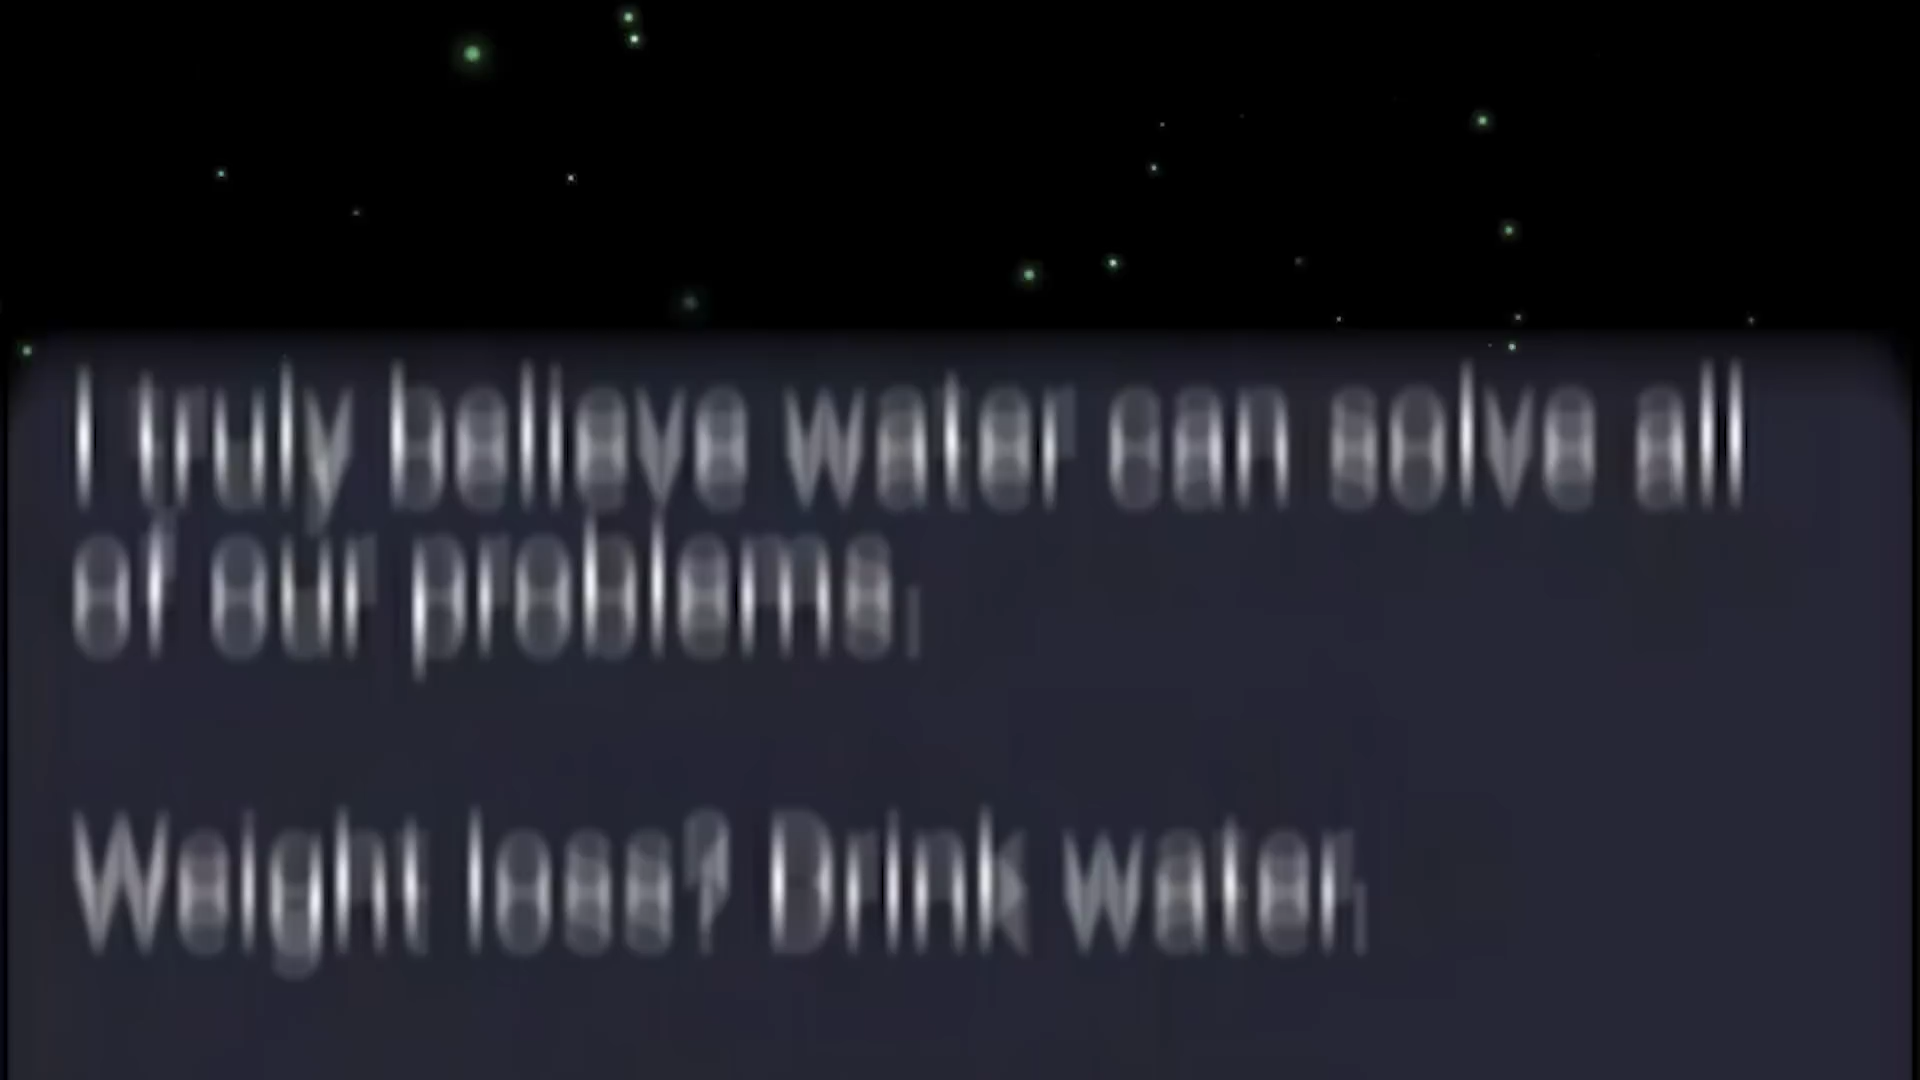 I truly believe water can solve all
of our problems.
Weight loss? Drink water.